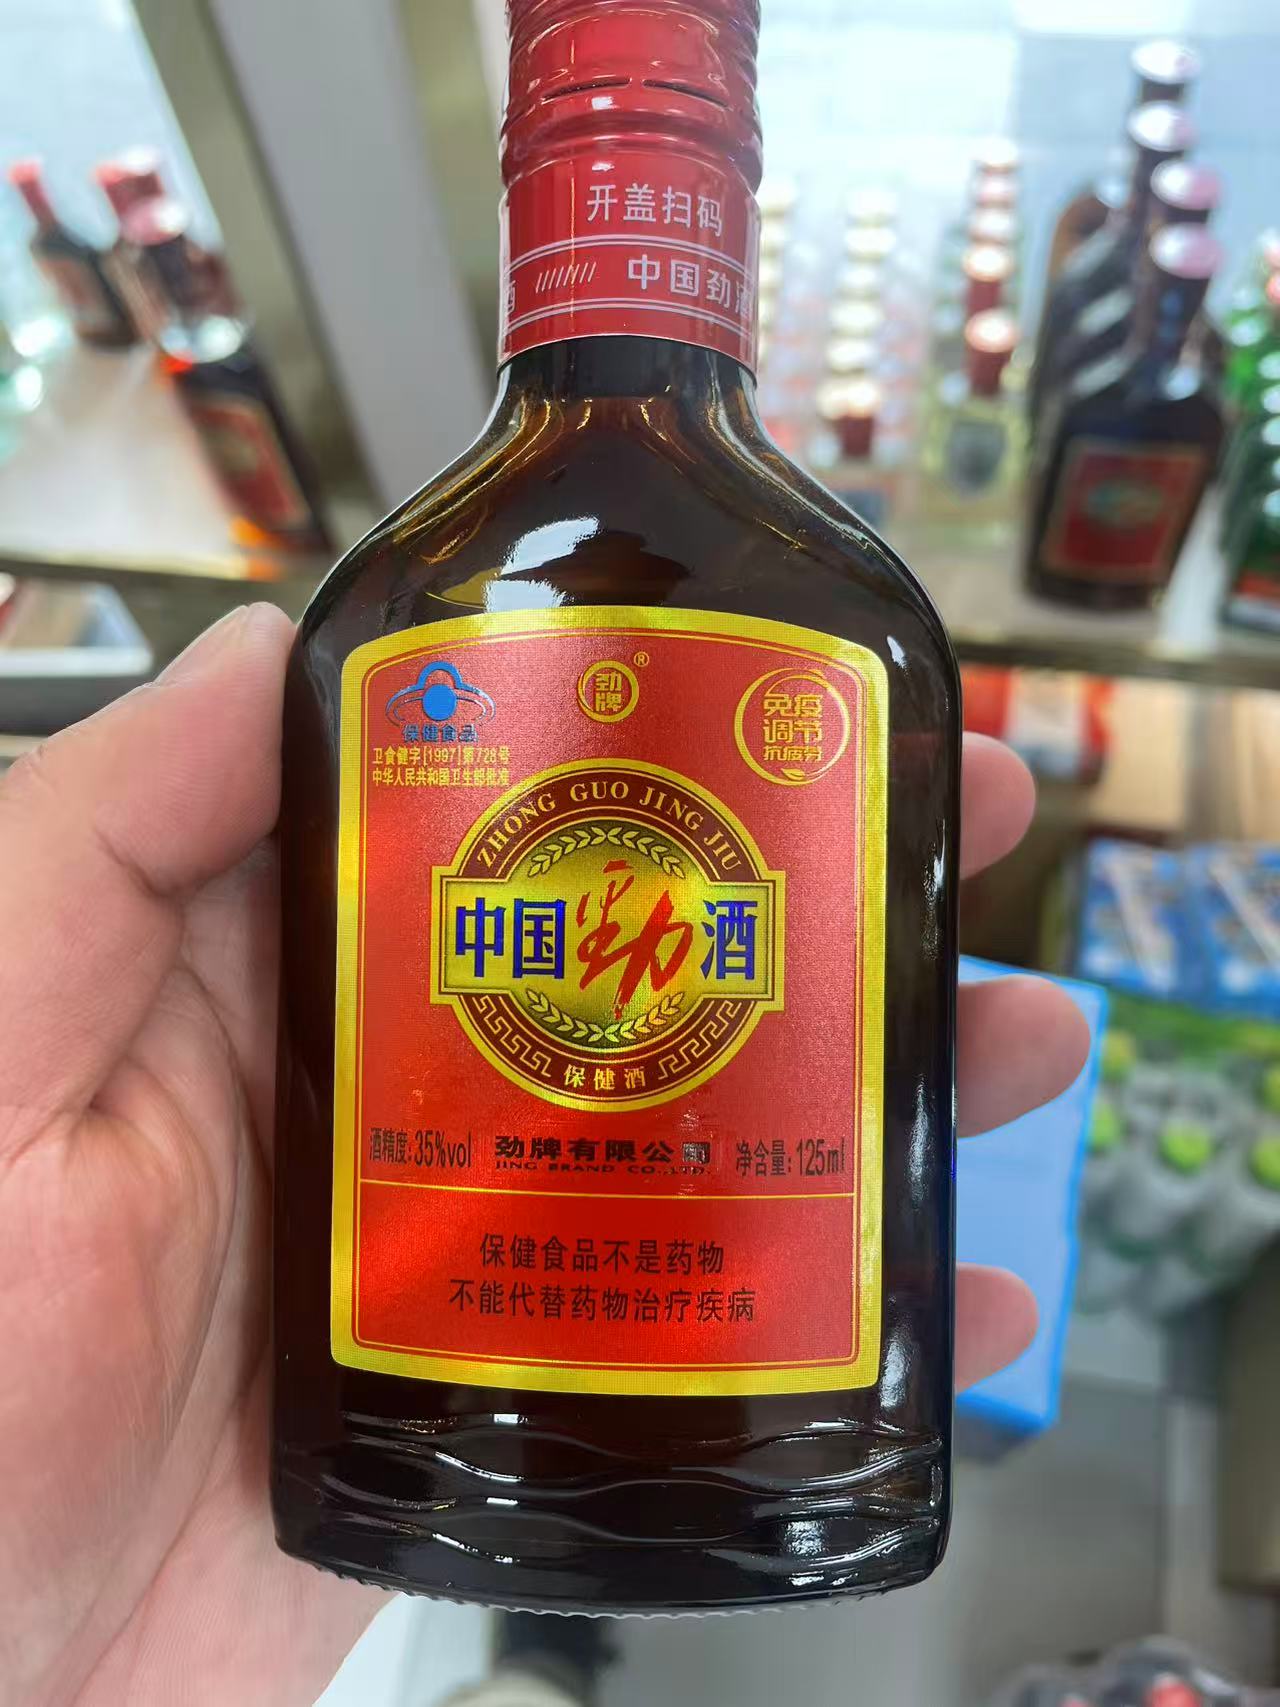 开盖扫码
酒 中国劲酒
劲牌®
保健食品
卫食健字[1997]第728号
中华人民共和国卫生部批准
免疫
调节
抗疲劳
ZHONG GUO JING JIU
中国劲酒
保健酒
酒精度:35%vol 劲牌有限公司 净含量:125ml
JING BRAND CO.,LTD.
保健食品不是药物
不能代替药物治疗疾病